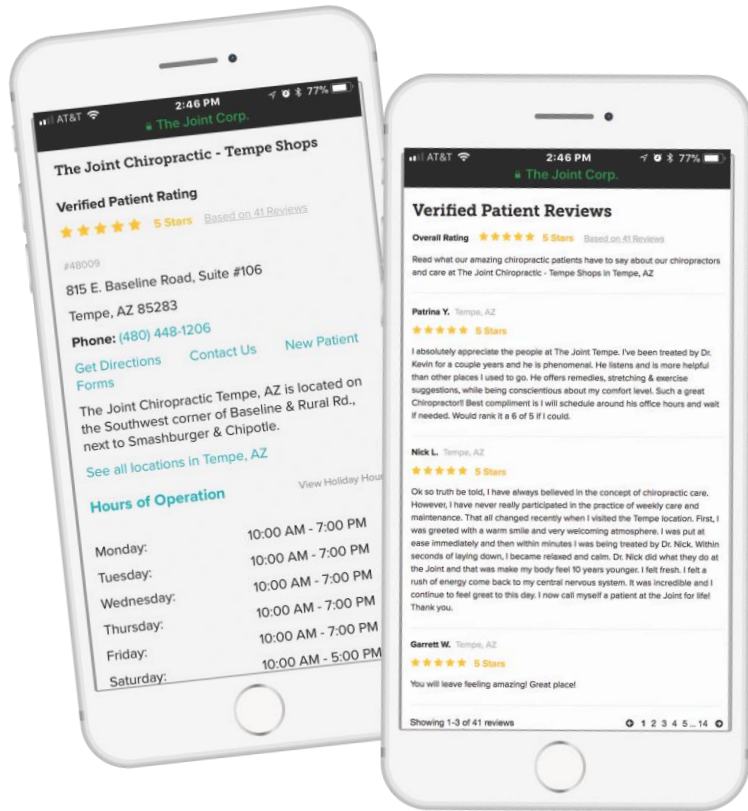 AT&T 2:46 PM 77%
The Joint Corp.
The Joint Chiropractic - Tempe Shops
Verified Patient Rating
5 Stars Based on 41 Reviews
#48009
815 E. Baseline Road, Suite #106
Tempe, AZ 85283
Phone: (480) 448-1206
Get Directions Contact Us New Patient
Forms
The Joint Chiropractic Tempe, AZ is located on
the Southwest corner of Baseline & Rural Rd.,
next to Smashburger & Chipotle.
See all locations in Tempe, AZ
Hours of Operation View Holiday Hour
Monday: 10:00 AM - 7:00 PM
Tuesday: 10:00 AM - 7:00 PM
Wednesday: 10:00 AM - 7:00 PM
Thursday: 10:00 AM - 7:00 PM
Friday: 10:00 AM - 7:00 PM
Saturday: 10:00 AM - 5:00 PM
AT&T 2:46 PM 77%
The Joint Corp.
Verified Patient Reviews
Overall Rating 5 Stars Based on 41 Reviews
Read what our amazing chiropractic patients have to say about our chiropractors
and care at The Joint Chiropractic - Tempe Shops in Tempe, AZ
Patrina Y. Tempe, AZ
5 Stars
I absolutely appreciate the people at The Joint Tempe. I've been treated by Dr.
Kevin for a couple years and he is phenomenal. He listens and is more helpful
than other places I used to go. He offers remedies, stretching & exercise
suggestions, while being conscientious about my comfort level. Such a great
Chiropractor!! Best compliment is I will schedule around his office hours and wait
if needed. Would rank it a 6 of 5 if I could.
Nick L. Tempe, AZ
5 Stars
Ok so truth be told, I have always believed in the concept of chiropractic care.
However, I have never really participated in the practice of weekly care and
maintenance. That all changed recently when I visited the Tempe location. First, I
was greeted with a warm smile and very welcoming atmosphere. I was put at
ease immediately and then within minutes I was being treated by Dr. Nick. Within
seconds of laying down, I became relaxed and calm. Dr. Nick did what they do at
the Joint and that was make my body feel 10 years younger. I felt fresh. I felt a
rush of energy come back to my central nervous system. It was incredible and I
continue to feel great to this day. I now call myself a patient at the Joint for life!
Thank you.
Garrett W. Tempe, AZ
5 Stars
You will leave feeling amazing! Great place!
Showing 1-3 of 41 reviews 1 2 3 4 5 ... 14